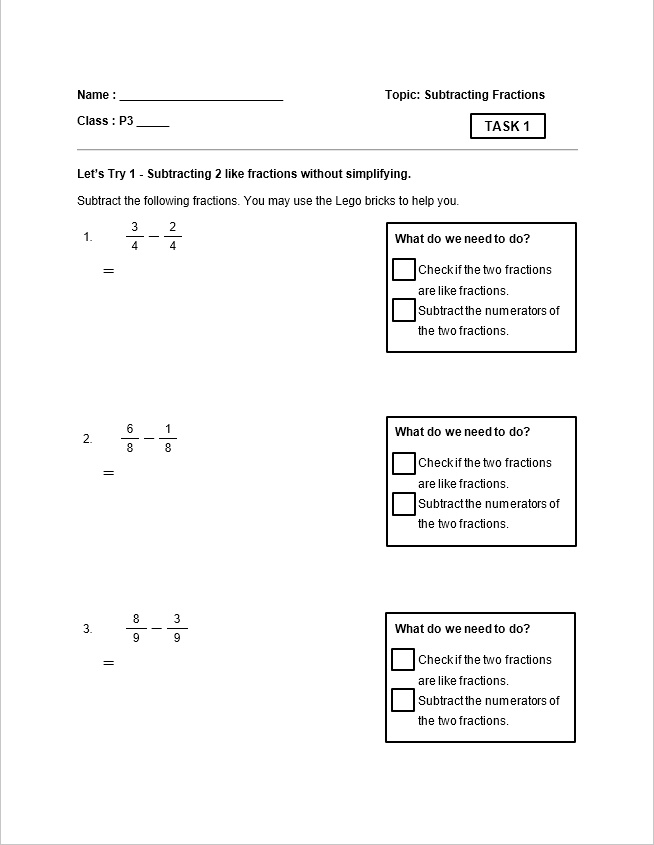 Name : _________________________ Topic: Subtracting Fractions
Class : P3 _____ TASK 1
Let's Try 1 - Subtracting 2 like fractions without simplifying.
Subtract the following fractions. You may use the Lego bricks to help you.
1. 3/4 − 2/4
=
What do we need to do?
Check if the two fractions
are like fractions.
Subtract the numerators of
the two fractions.
2. 6/8 − 1/8
=
What do we need to do?
Check if the two fractions
are like fractions.
Subtract the numerators of
the two fractions.
3. 8/9 − 3/9
=
What do we need to do?
Check if the two fractions
are like fractions.
Subtract the numerators of
the two fractions.